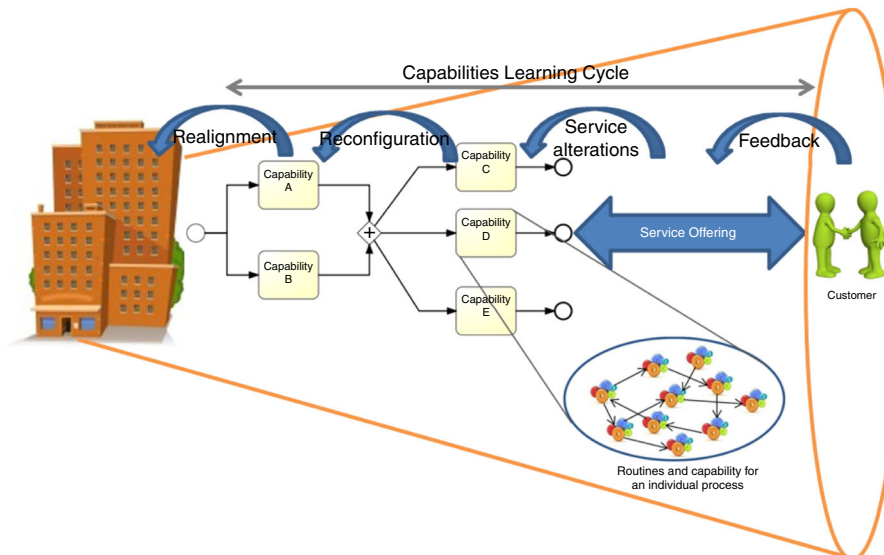 Capabilities Learning Cycle
Realignment
Reconfiguration
Service
alterations
Feedback
Capability
A
Capability
B
+
Capability
C
Capability
D
Capability
E
Service Offering
Customer
Routines and capability for
an individual process